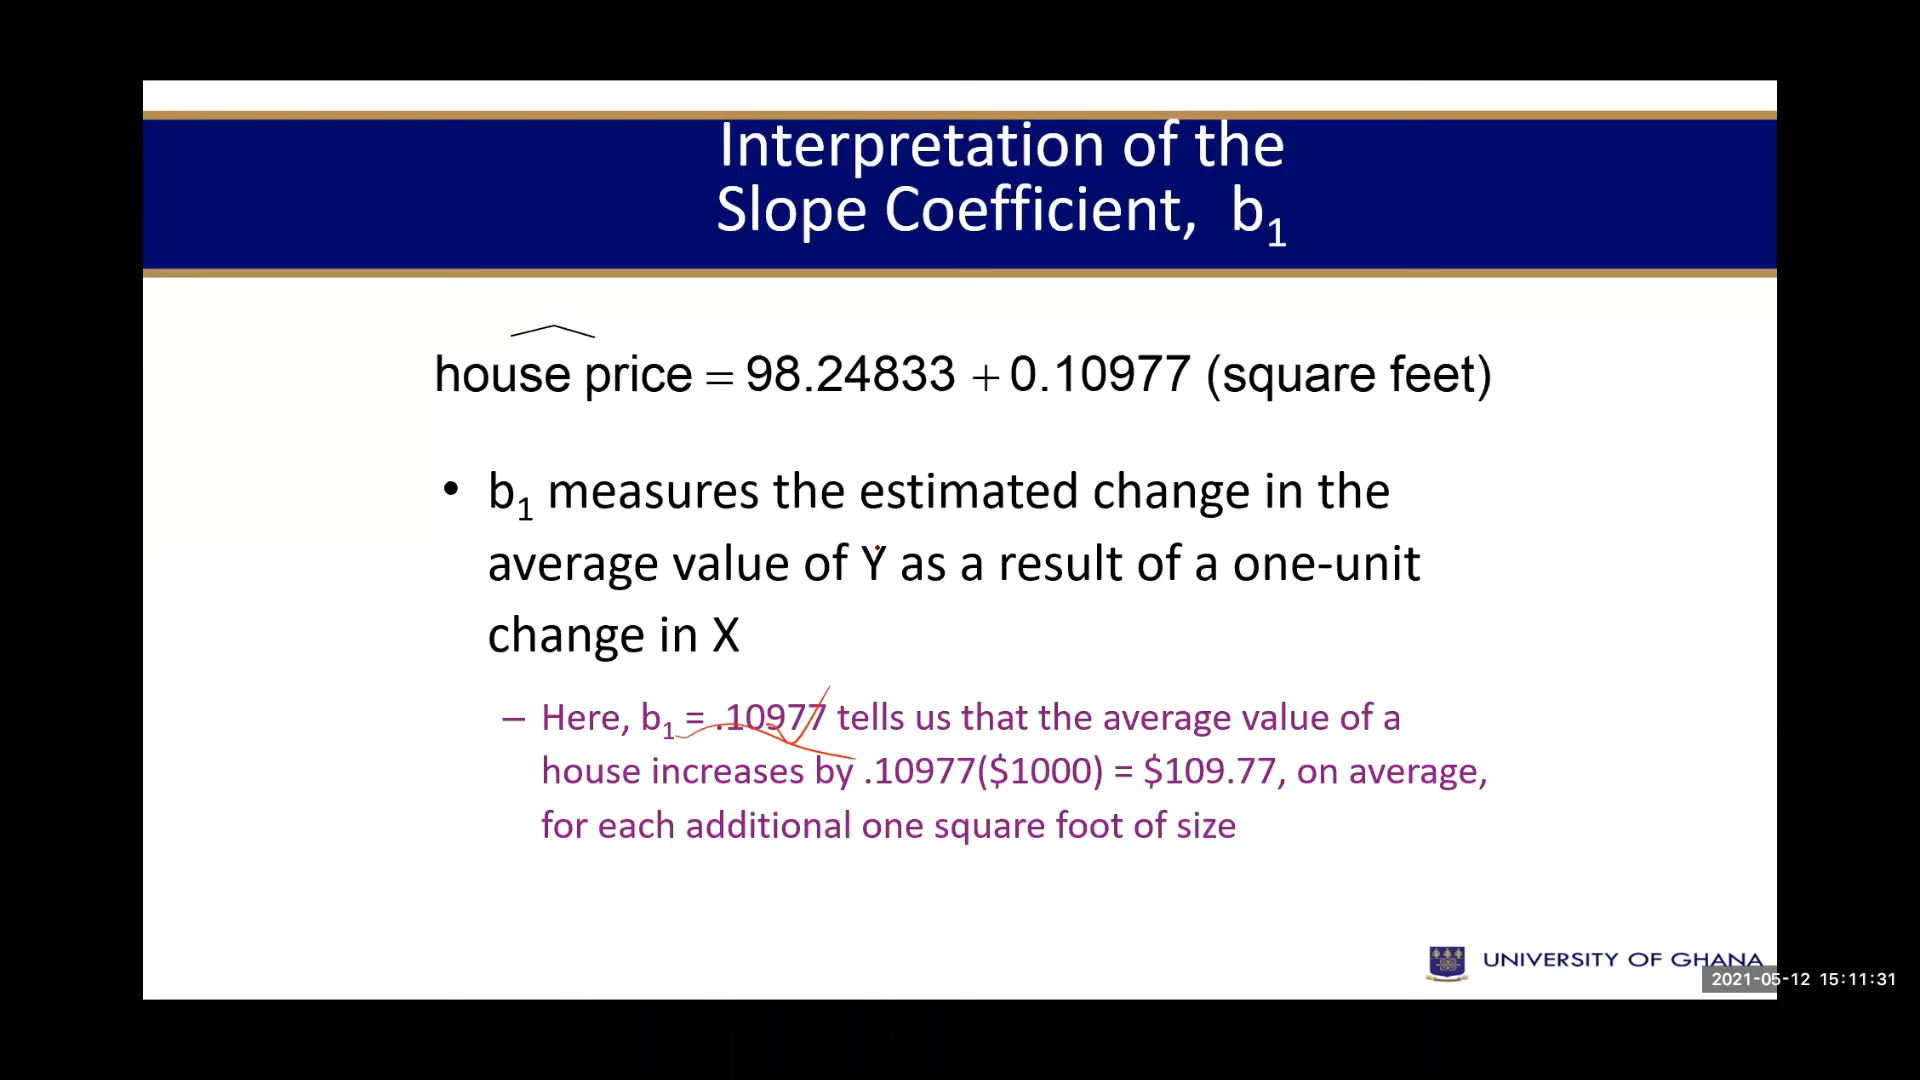 Interpretation of the
Slope Coefficient, b₁
house price = 98.24833 + 0.10977 (square feet)
• b₁ measures the estimated change in the
average value of Y as a result of a one-unit
change in X
– Here, b₁ = .10977 tells us that the average value of a
house increases by .10977($1000) = $109.77, on average,
for each additional one square foot of size
UNIVERSITY OF GHANA
2021-05-12 15:11:31